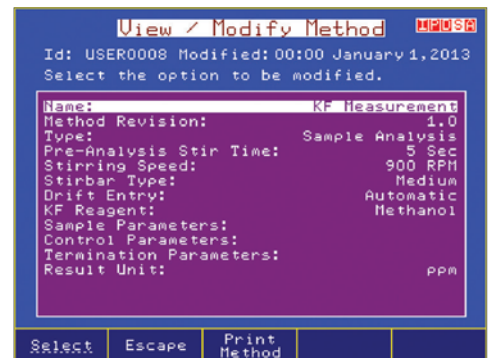 View / Modify Method
Id: USER0008 Modified: 00:00 January 1,2013
Select the option to be modified.
Name: KF Measurement
Method Revision: 1.0
Type: Sample Analysis
Pre-Analysis Stir Time: 5 Sec
Stirring Speed: 900 RPM
Stirbar Type: Medium
Drift Entry: Automatic
KF Reagent: Methanol
Sample Parameters:
Control Parameters:
Termination Parameters:
Result Unit: ppm
Select Escape Print Method